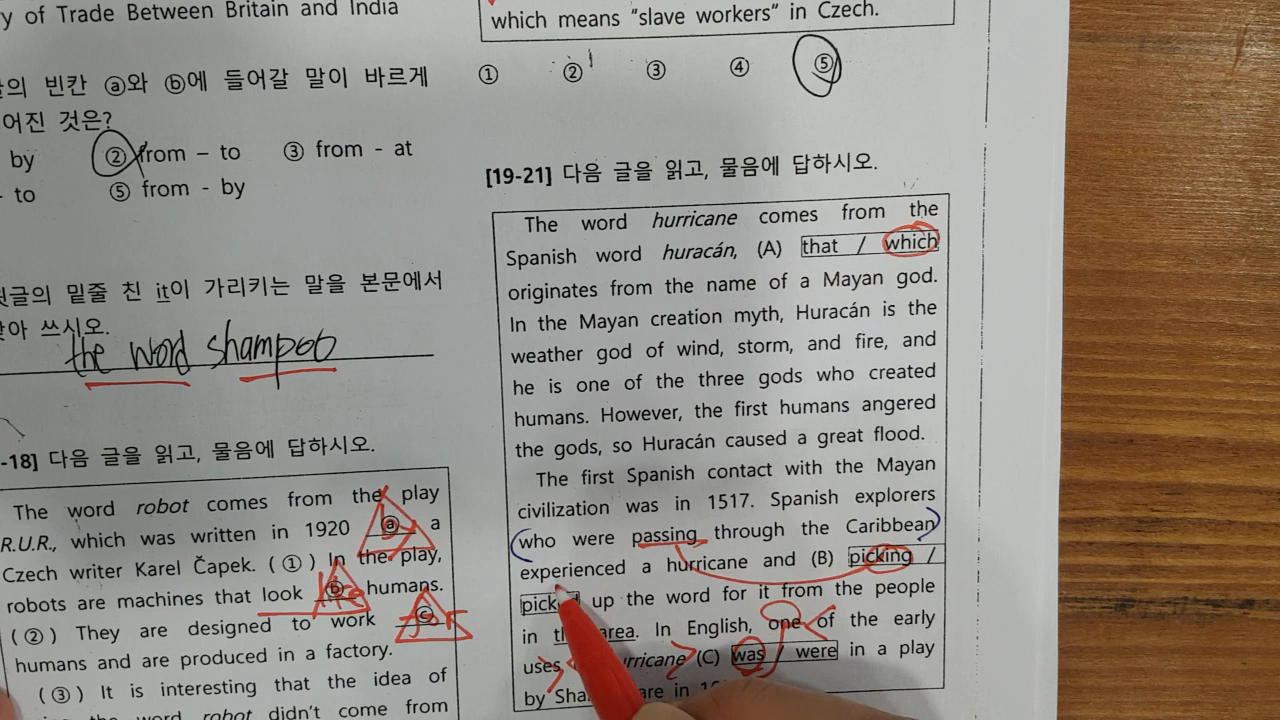 y of Trade Between Britain and India
의 빈칸 ⓐ와 ⓑ에 들어갈 말이 바르게
어진 것은?
by ② from – to ③ from - at
- to ⑤ from - by
글의 밑줄 친 it이 가리키는 말을 본문에서
아 쓰시오.
the word shampoo
-18] 다음 글을 읽고, 물음에 답하시오.
The word robot comes from the play
R.U.R., which was written in 1920 ⓐ a
b
Czech writer Karel Čapek. ( ① ) In the play,
robots are machines that look ⓑ humans.
like
( ② ) They are designed to work ⓒ
for
humans and are produced in a factory.
( ③ ) It is interesting that the idea of
the word robot didn't come from
which means "slave workers" in Czech.
① ② ③ ④ ⑤
[19-21] 다음 글을 읽고, 물음에 답하시오.
The word hurricane comes from the
Spanish word huracán, (A) that / which
originates from the name of a Mayan god.
In the Mayan creation myth, Huracán is the
weather god of wind, storm, and fire, and
he is one of the three gods who created
humans. However, the first humans angered
the gods, so Huracán caused a great flood.
The first Spanish contact with the Mayan
civilization was in 1517. Spanish explorers
who were passing through the Caribbean
experienced a hurricane and (B) picking /
up the word for it from the people
in area. In English, one of the early
uses (C) was / were in a play
by in